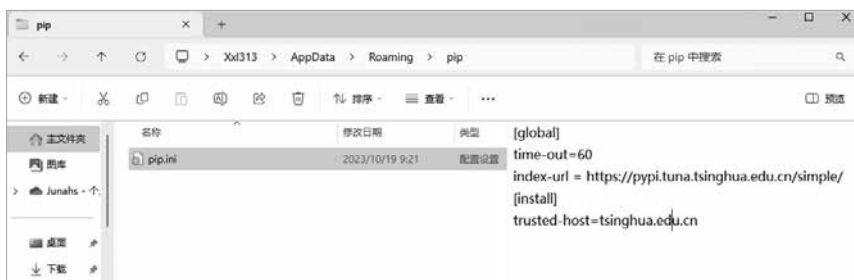 pip
Xxl313 > AppData > Roaming > pip
在 pip 中搜索
新建
排序
查看
预览
主文件夹
图库
Junahs - 个
桌面
下载
名称
修改日期
类型
pip.ini
2023/10/19 9:21
配置设置
[global]
time-out=60
index-url = https://pypi.tuna.tsinghua.edu.cn/simple/
[install]
trusted-host=tsinghua.edu.cn